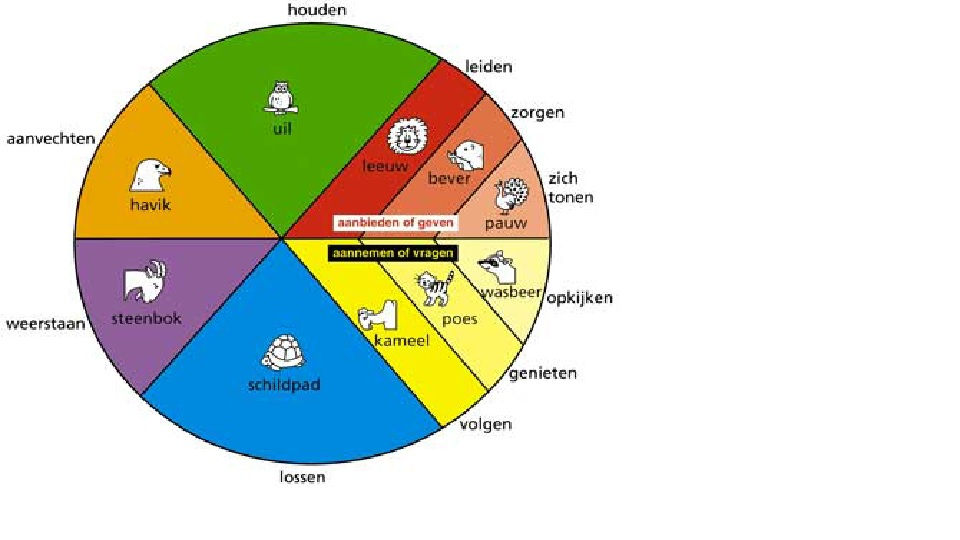 houden
leiden
zorgen
zich
tonen
aanvechten
uil
leeuw
bever
pauw
havik
aanbieden of geven
aannemen of vragen
wasbeer
opkijken
steenbok
weerstaan
poes
kameel
schildpad
genieten
volgen
lossen